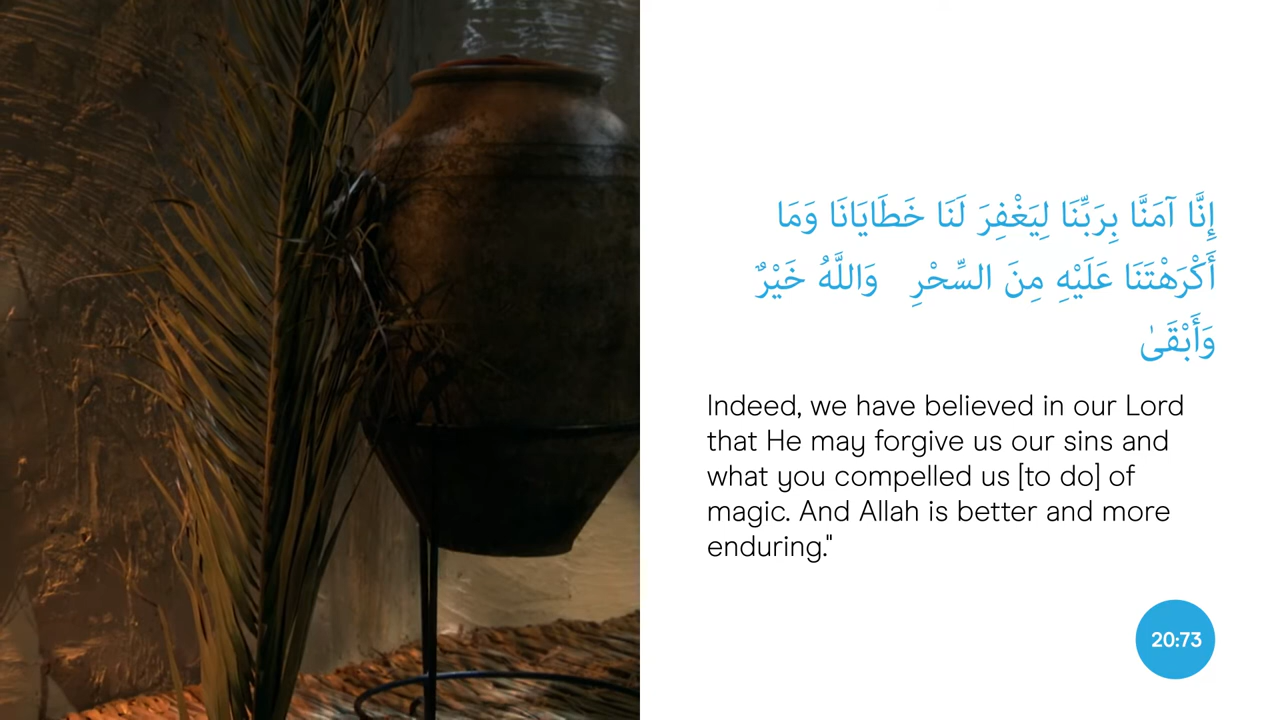 إِنَّا آمَنَّا بِرَبِّنَا لِيَغْفِرَ لَنَا خَطَايَانَا وَمَا
أَكْرَهْتَنَا عَلَيْهِ مِنَ السِّحْرِ وَاللَّهُ خَيْرٌ
وَأَبْقَىٰ
Indeed, we have believed in our Lord
that He may forgive us our sins and
what you compelled us [to do] of
magic. And Allah is better and more
enduring."
20:73